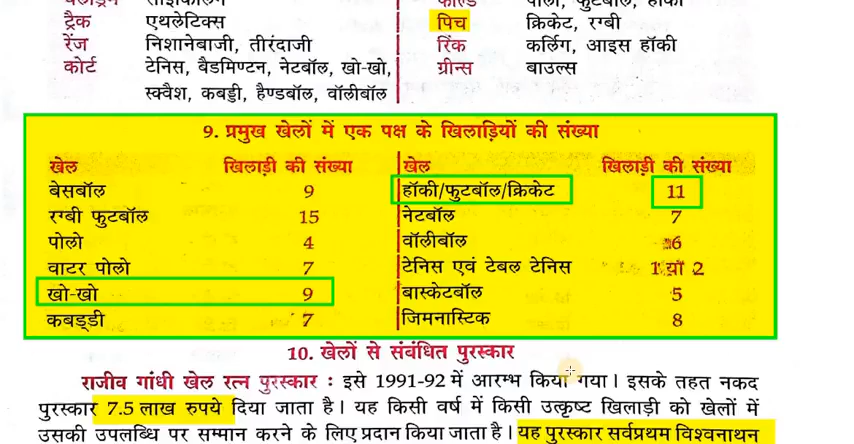 ट्रैक एथलेटिक्स
रेंज निशानेबाजी, तीरंदाजी
कोर्ट टेनिस, बैडमिण्टन, नेटबॉल, खो-खो,
स्क्वैश, कबड्डी, हैण्डबॉल, वॉलीबॉल
पिच क्रिकेट, रग्बी
रिंक कर्लिंग, आइस हॉकी
ग्रीन्स बाउल्स
9. प्रमुख खेलों में एक पक्ष के खिलाड़ियों की संख्या
खेल खिलाड़ी की संख्या खेल खिलाड़ी की संख्या
बेसबॉल 9 हॉकी/फुटबॉल/क्रिकेट 11
रग्बी फुटबॉल 15 नेटबॉल 7
पोलो 4 वॉलीबॉल 6
वाटर पोलो 7 टेनिस एवं टेबल टेनिस 1 या 2
खो-खो 9 बास्केटबॉल 5
कबड्डी 7 जिमनास्टिक 8
10. खेलों से संबंधित पुरस्कार
राजीव गांधी खेल रत्न पुरस्कार : इसे 1991-92 में आरम्भ किया गया। इसके तहत नकद
पुरस्कार 7.5 लाख रुपये दिया जाता है। यह किसी वर्ष में किसी उत्कृष्ट खिलाड़ी को खेलों में
उसकी उपलब्धि पर सम्मान करने के लिए प्रदान किया जाता है। यह पुरस्कार सर्वप्रथम विश्वनाथन